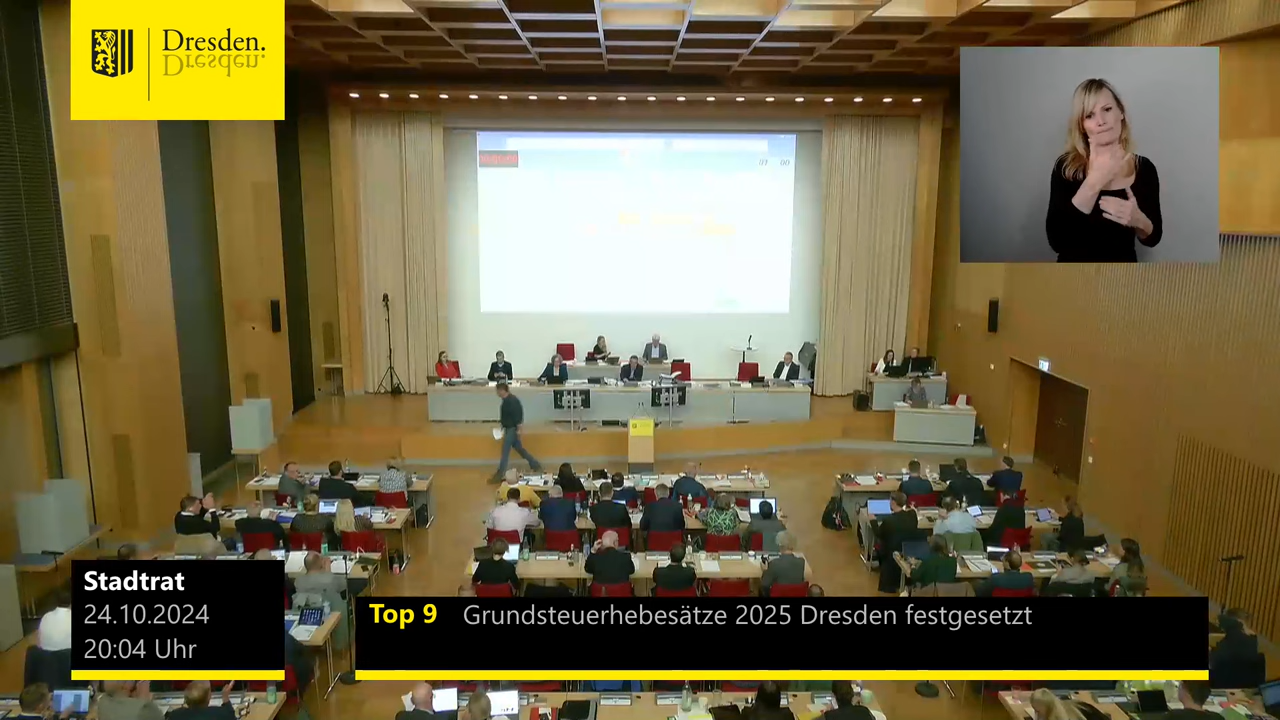 Dresden.
Dresden.
Stadtrat
24.10.2024
20:04 Uhr
Top 9 Grundsteuerhebesätze 2025 Dresden festgesetzt